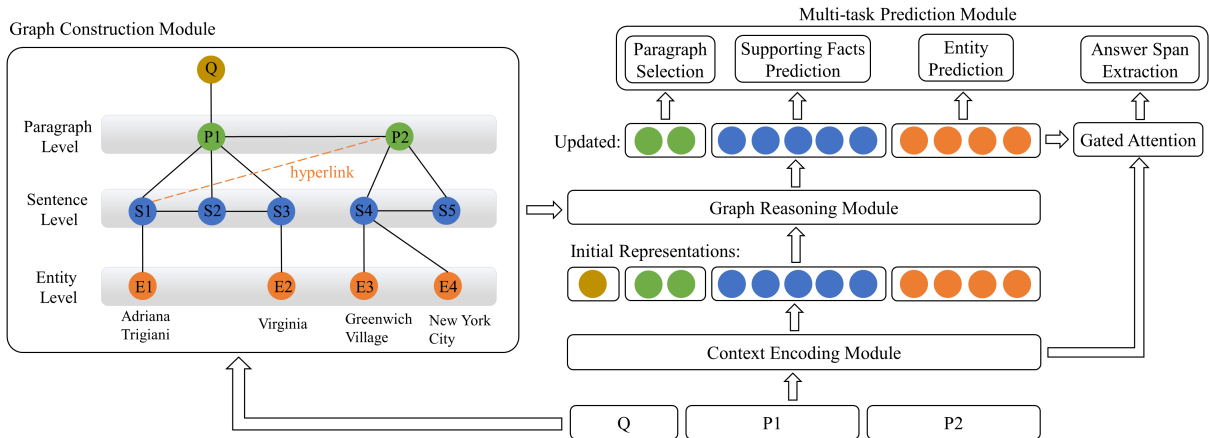 Graph Construction Module
Q
Paragraph
Level
P1
P2
hyperlink
Sentence
Level
S1
S2
S3
S4
S5
Entity
Level
E1
E2
E3
E4
Adriana
Trigiani
Virginia
Greenwich
Village
New York
City
Multi-task Prediction Module
Paragraph
Selection
Supporting Facts
Prediction
Entity
Prediction
Answer Span
Extraction
Updated:
Gated Attention
Graph Reasoning Module
Initial Representations:
Context Encoding Module
Q
P1
P2